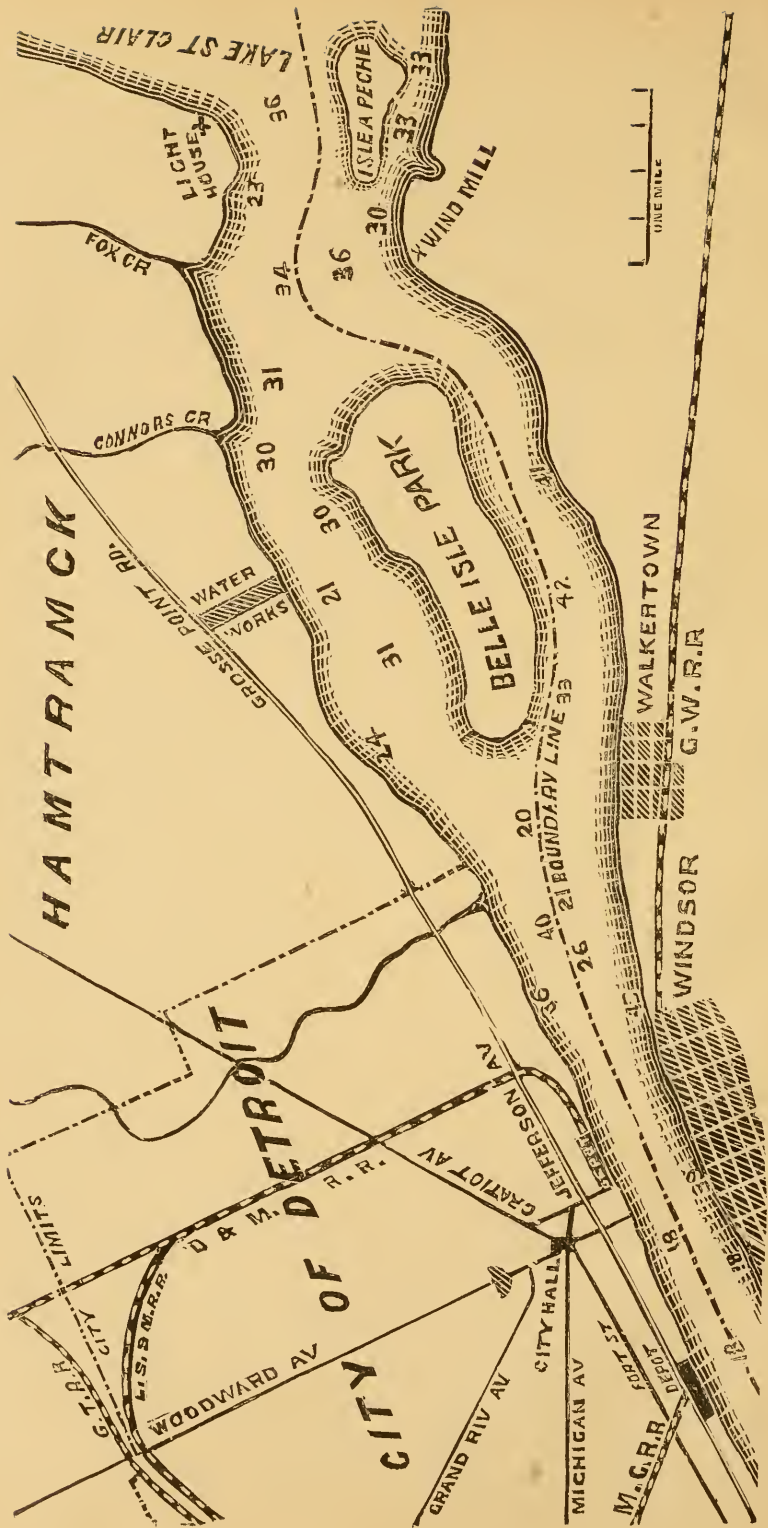 HAMTRAMCK
CITY OF DETROIT
CITY LIMITS
G.T.R.R
L.S.& M.R.R.
D & M. R. R.
WOODWARD AV
GRATIOT AV
JEFFERSON AV
GRAND RIV AV
CITY HALL
MICHIGAN AV
FORT ST
M.C.R.R
DEPOT
GROSSE POINT RD.
WATER
WORKS
CONNORS CR
FOX CR
LIGHT
HOUSE
LAKE ST CLAIR
36
23
34
36
ISLE A PECHE
33
33
30
WIND MILL
31
30
30
21
31
24
BELLE ISLE PARK
41
42
33
BOUNDARY LINE
21
20
40
26
36
18
18
18
ONE MILE
WALKERTOWN
G.W.R.R
WINDSOR